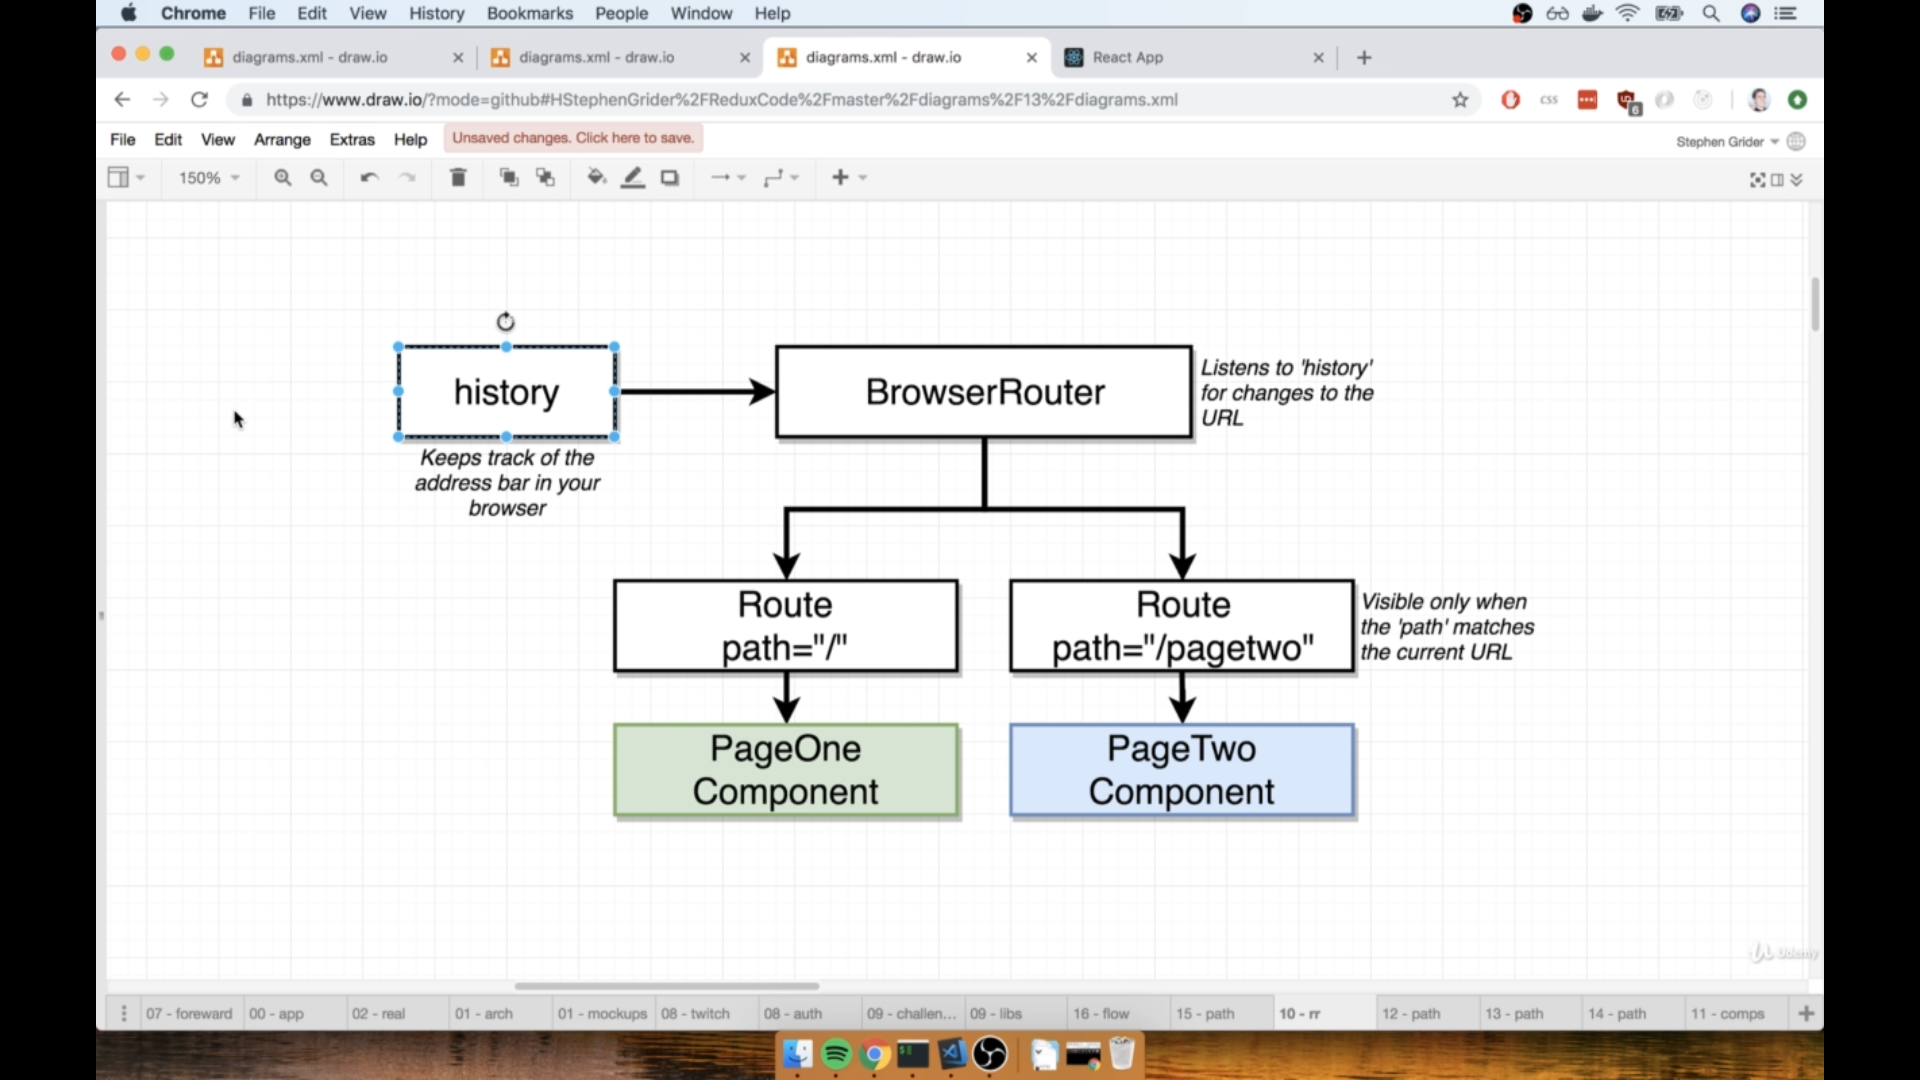 Chrome File Edit View History Bookmarks People Window Help
diagrams.xml - draw.io diagrams.xml - draw.io diagrams.xml - draw.io React App
https://www.draw.io/?mode=github#HStephenGrider%2FReduxCode%2Fmaster%2Fdiagrams%2F13%2Fdiagrams.xml
CSS
6
File Edit View Arrange Extras Help Unsaved changes. Click here to save.
Stephen Grider
150%
history
BrowserRouter
Listens to 'history'
for changes to the
URL
Keeps track of the
address bar in your
browser
Route
path="/"
Route
path="/pagetwo"
Visible only when
the 'path' matches
the current URL
PageOne
Component
PageTwo
Component
Udemy
07 - foreward 00 - app 02 - real 01 - arch 01 - mockups 08 - twitch 08 - auth 09 - challen... 09 - libs 16 - flow 15 - path 10 - rr 12 - path 13 - path 14 - path 11 - comps